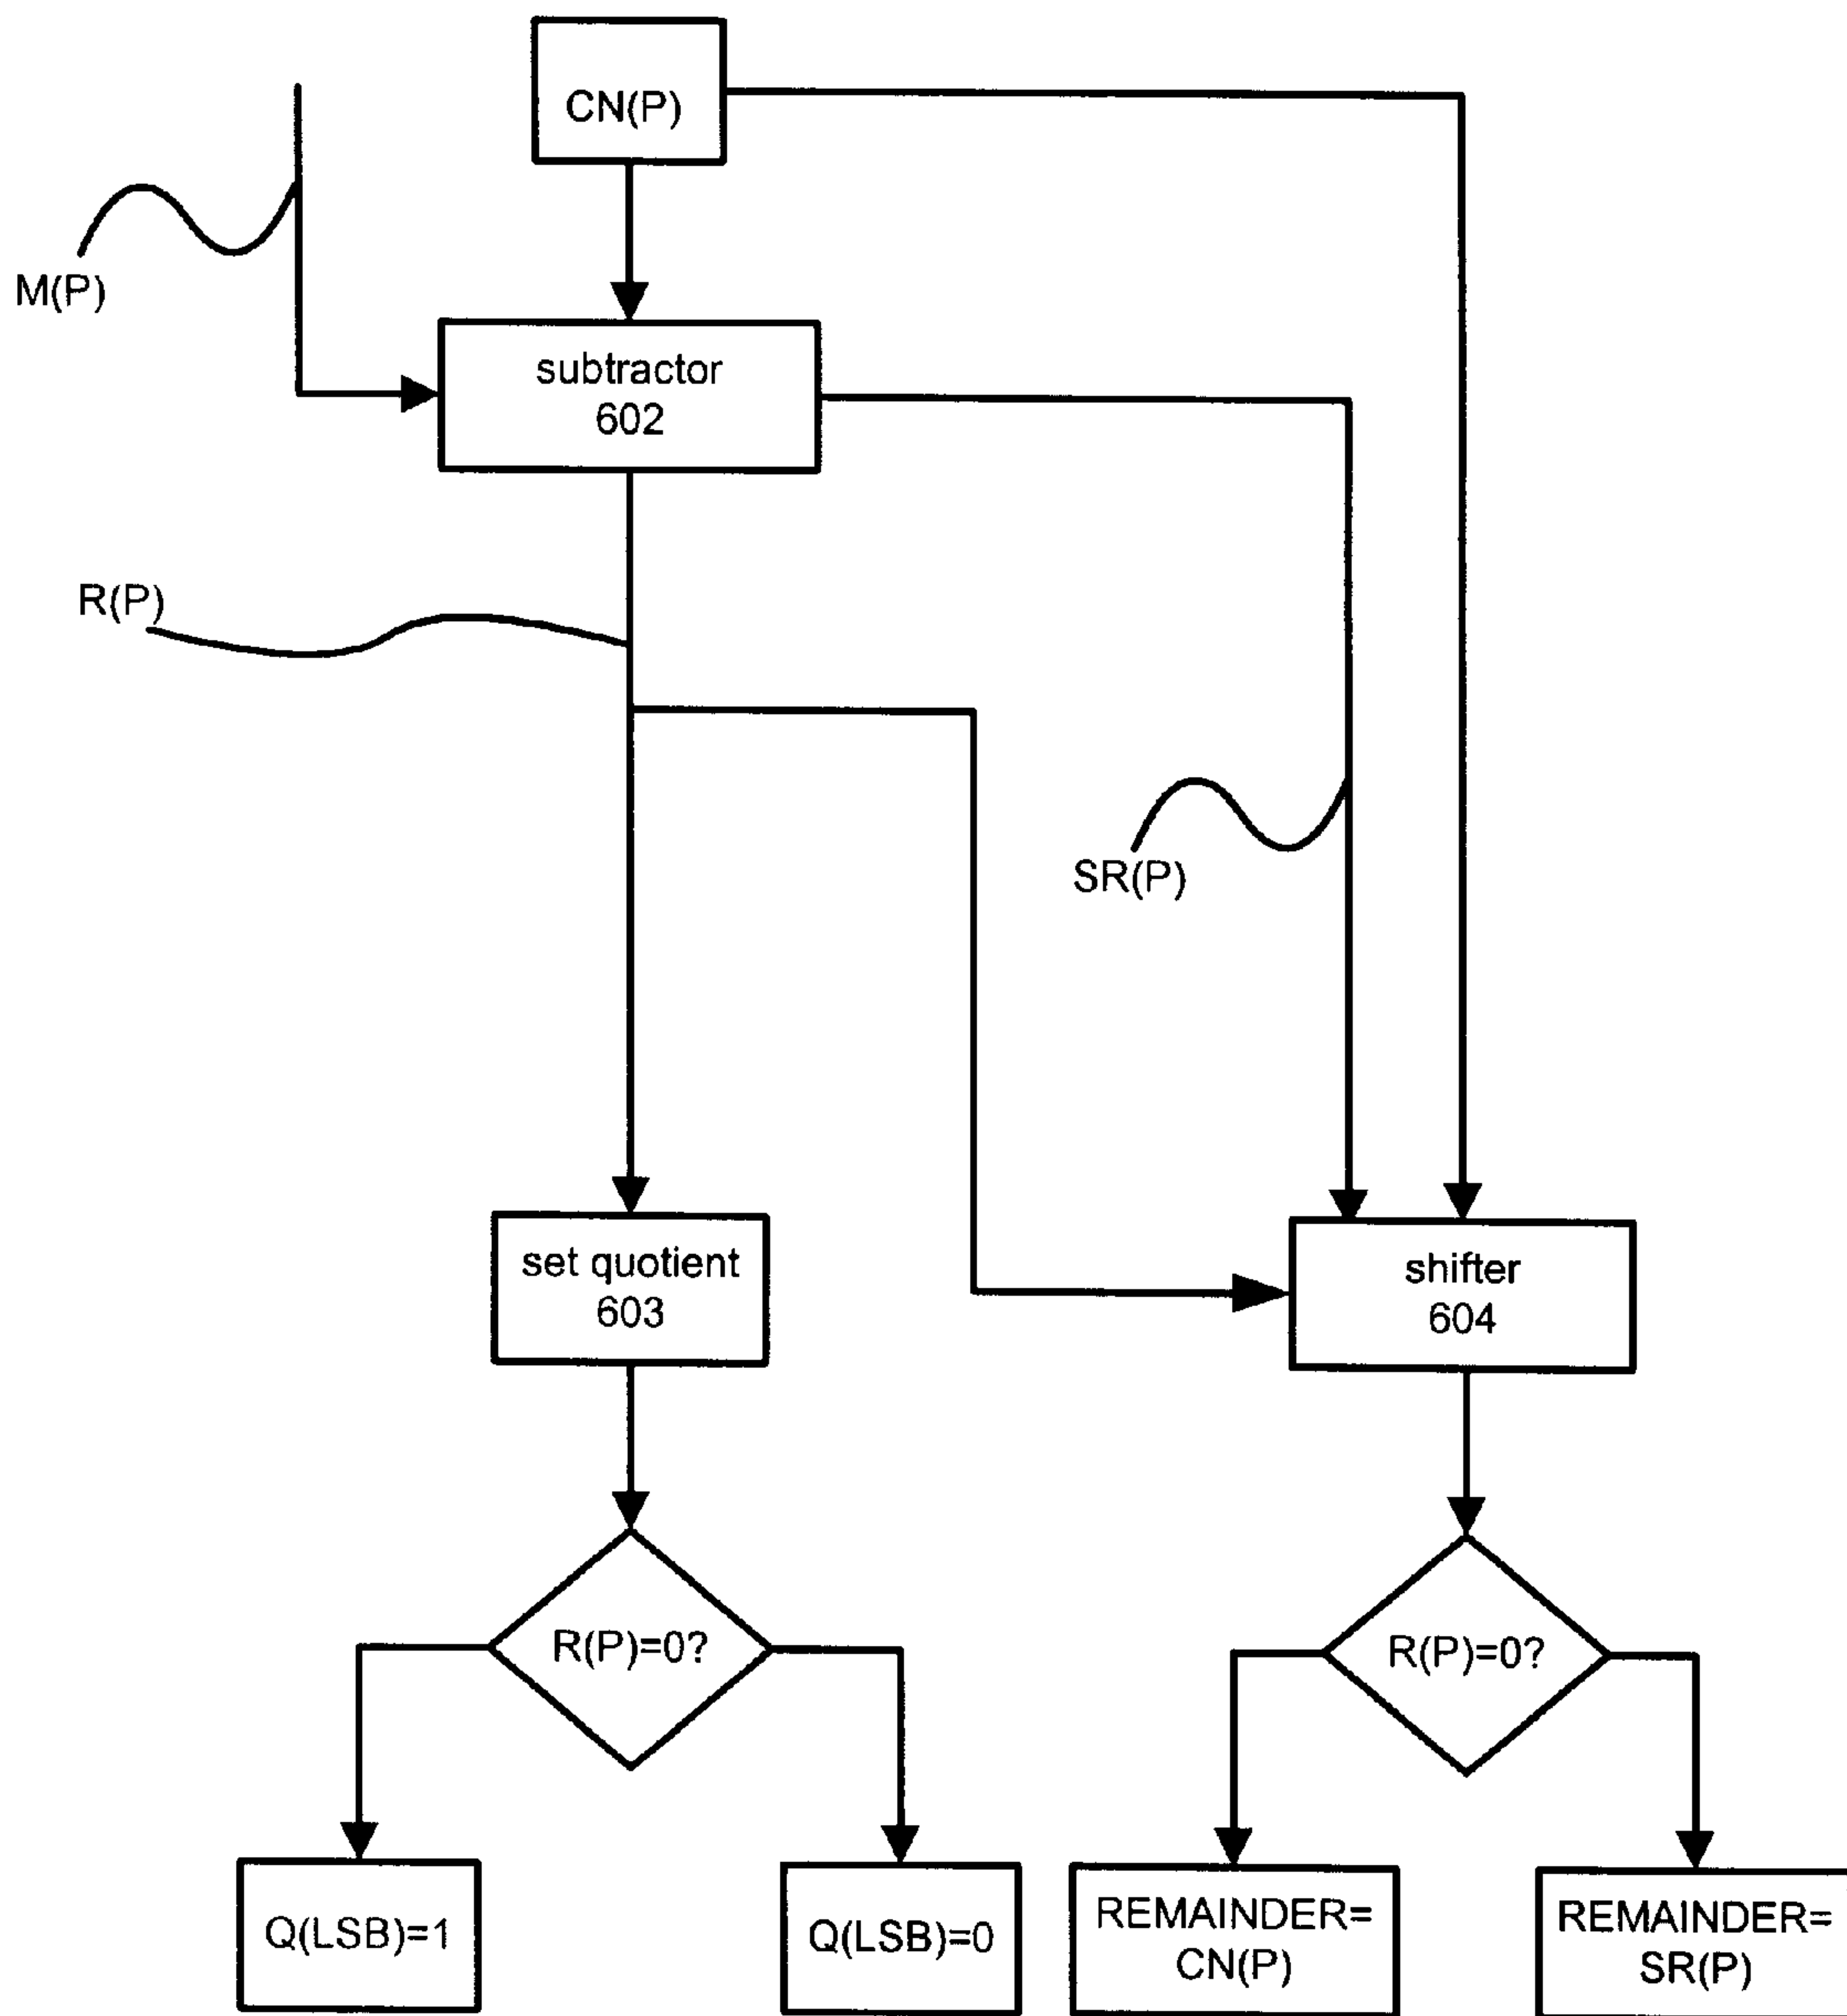 CN(P)
M(P)
subtractor
602
R(P)
SR(P)
set quotient
603
shifter
604
R(P)=0?
R(P)=0?
Q(LSB)=1
Q(LSB)=0
REMAINDER=
CN(P)
REMAINDER=
SR(P)